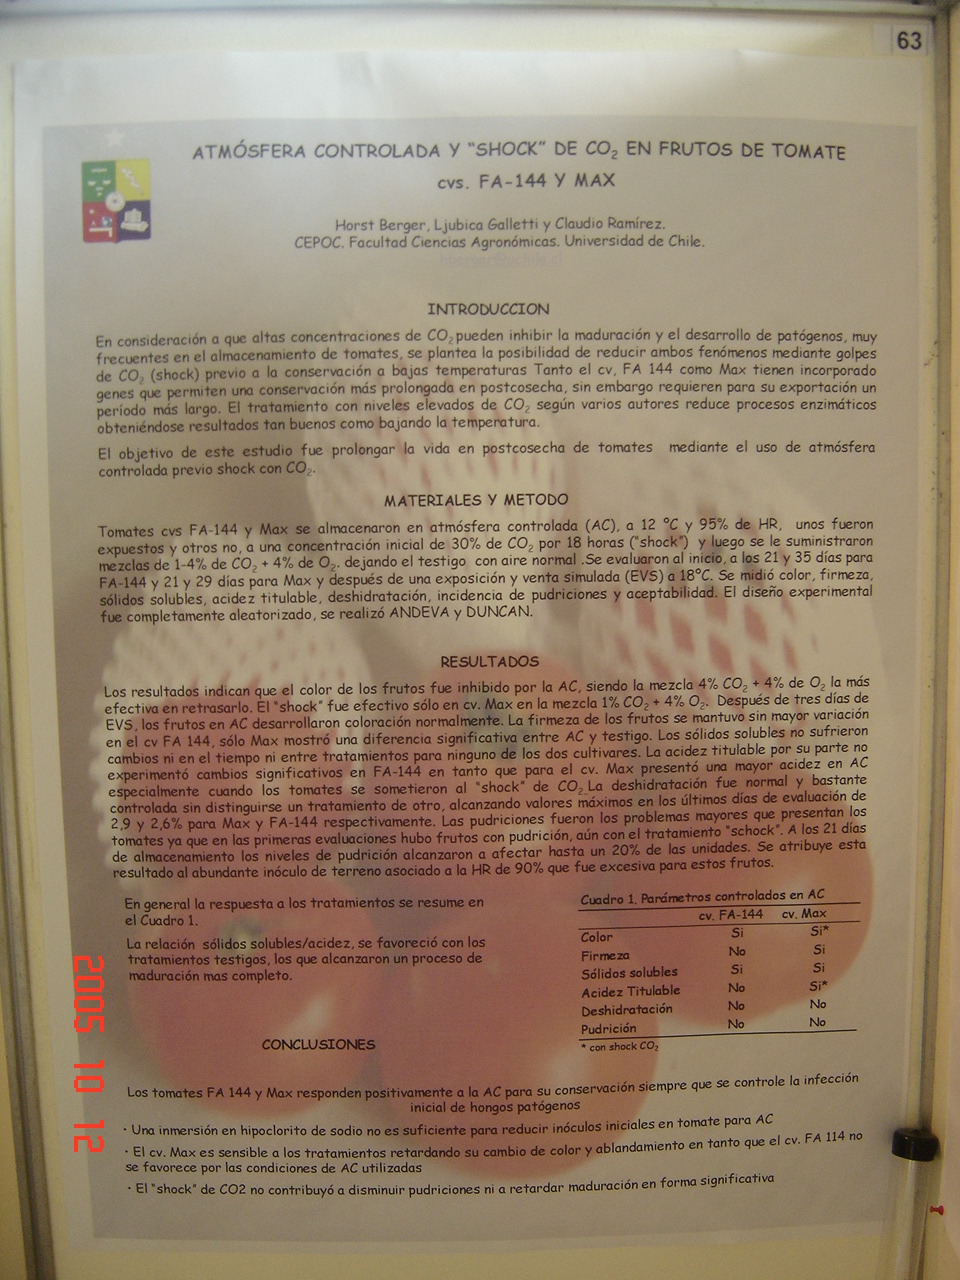 63
ATMÓSFERA CONTROLADA Y "SHOCK" DE CO₂ EN FRUTOS DE TOMATE
cvs. FA-144 Y MAX
Horst Berger, Ljubica Galletti y Claudio Ramírez.
CEPOC. Facultad Ciencias Agronómicas. Universidad de Chile.
INTRODUCCION
En consideración a que altas concentraciones de CO₂ pueden inhibir la maduración y el desarrollo de patógenos, muy
frecuentes en el almacenamiento de tomates, se plantea la posibilidad de reducir ambos fenómenos mediante golpes
de CO₂ (shock) previo a la conservación a bajas temperaturas Tanto el cv, FA 144 como Max tienen incorporado
genes que permiten una conservación más prolongada en postcosecha, sin embargo requieren para su exportación un
período más largo. El tratamiento con niveles elevados de CO₂ según varios autores reduce procesos enzimáticos
obteniéndose resultados tan buenos como bajando la temperatura.
El objetivo de este estudio fue prolongar la vida en postcosecha de tomates mediante el uso de atmósfera
controlada previo shock con CO₂.
MATERIALES Y METODO
Tomates cvs FA-144 y Max se almacenaron en atmósfera controlada (AC), a 12 °C y 95% de HR, unos fueron
expuestos y otros no, a una concentración inicial de 30% de CO₂ por 18 horas ("shock") y luego se le suministraron
mezclas de 1-4% de CO₂ + 4% de O₂. dejando el testigo con aire normal .Se evaluaron al inicio, a los 21 y 35 días para
FA-144 y 21 y 29 días para Max y después de una exposición y venta simulada (EVS) a 18°C. Se midió color, firmeza,
sólidos solubles, acidez titulable, deshidratación, incidencia de pudriciones y aceptabilidad. El diseño experimental
fue completamente aleatorizado, se realizó ANDEVA y DUNCAN.
RESULTADOS
Los resultados indican que el color de los frutos fue inhibido por la AC, siendo la mezcla 4% CO₂ + 4% de O₂ la más
efectiva en retrasarlo. El "shock" fue efectivo sólo en cv. Max en la mezcla 1% CO₂ + 4% O₂. Después de tres días de
EVS, los frutos en AC desarrollaron coloración normalmente. La firmeza de los frutos se mantuvo sin mayor variación
en el cv FA 144, sólo Max mostró una diferencia significativa entre AC y testigo. Los sólidos solubles no sufrieron
cambios ni en el tiempo ni entre tratamientos para ninguno de los dos cultivares. La acidez titulable por su parte no
experimentó cambios significativos en FA-144 en tanto que para el cv. Max presentó una mayor acidez en AC
especialmente cuando los tomates se sometieron al "shock" de CO₂.La deshidratación fue normal y bastante
controlada sin distinguirse un tratamiento de otro, alcanzando valores máximos en los últimos días de evaluación de
2,9 y 2,6% para Max y FA-144 respectivamente. Las pudriciones fueron los problemas mayores que presentan los
tomates ya que en las primeras evaluaciones hubo frutos con pudrición, aún con el tratamiento "schock". A los 21 días
de almacenamiento los niveles de pudrición alcanzaron a afectar hasta un 20% de las unidades. Se atribuye esta
resultado al abundante inóculo de terreno asociado a la HR de 90% que fue excesiva para estos frutos.
En general la respuesta a los tratamientos se resume en
el Cuadro 1.
La relación sólidos solubles/acidez, se favoreció con los
tratamientos testigos, los que alcanzaron un proceso de
maduración mas completo.
Cuadro 1. Parámetros controlados en AC
cv. FA-144 cv. Max
Color Si Si*
Firmeza No Si
Sólidos solubles Si Si
Acidez Titulable No Si*
Deshidratación No No
Pudrición No No
* con shock CO₂
CONCLUSIONES
Los tomates FA 144 y Max responden positivamente a la AC para su conservación siempre que se controle la infección
inicial de hongos patógenos
· Una inmersión en hipoclorito de sodio no es suficiente para reducir inóculos iniciales en tomate para AC
· El cv. Max es sensible a los tratamientos retardando su cambio de color y ablandamiento en tanto que el cv. FA 114 no
se favorece por las condiciones de AC utilizadas
· El "shock" de CO2 no contribuyó a disminuir pudriciones ni a retardar maduración en forma significativa
2005 10 12